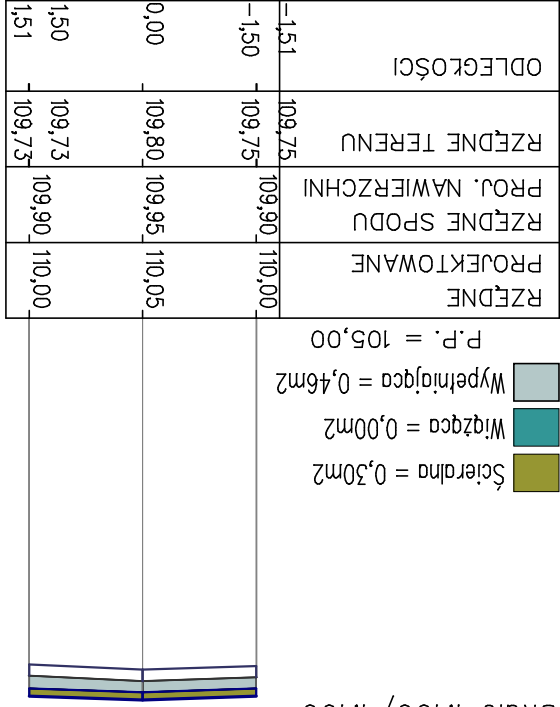 Ścieralna = 0,30m2
Wiążąca = 0,00m2
Wypełniająca = 0,46m2
P.P. = 105,00
RZĘDNE
PROJEKTOWANE
110,00
110,05
110,00
RZĘDNE SPODU
PROJ. NAWIERZCHNI
109,90
109,95
109,90
RZĘDNE TERENU
109,75
109,75
109,80
109,73
109,73
ODLEGŁOŚCI
-1,51
-1,50
0,00
1,50
1,51